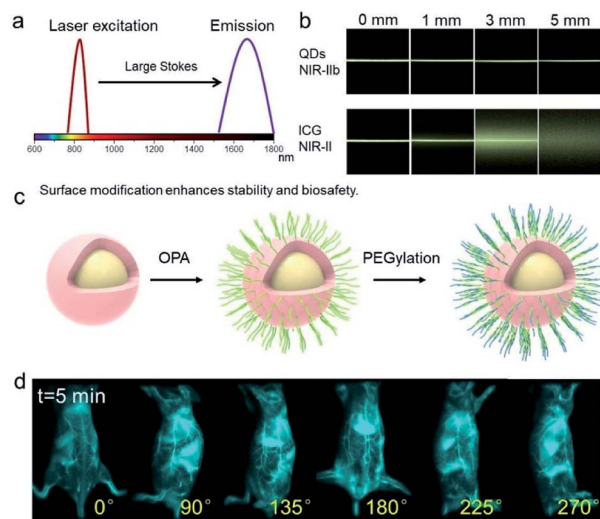 a
Laser excitation
Emission
Large Stokes
600
800
1000
1200
1400
1600
1800
nm
b
0 mm
1 mm
3 mm
5 mm
QDs
NIR-IIb
ICG
NIR-II
Surface modification enhances stability and biosafety.
c
OPA
PEGylation
d
t=5 min
0°
90°
135°
180°
225°
270°